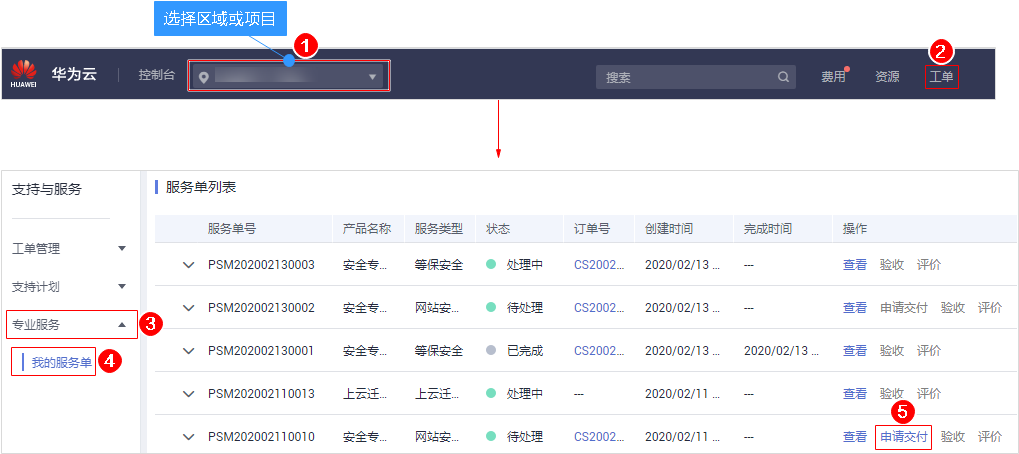 选择区域或项目
1
2
HUAWEI 华为云 控制台 搜索 费用 资源 工单
支持与服务
工单管理
支持计划
专业服务 3
我的服务单 4
服务单列表
服务单号 产品名称 服务类型 状态 订单号 创建时间 完成时间 操作
PSM202002130003 安全专... 等保安全 处理中 CS2002... 2020/02/13 ... --- 查看 验收 评价
PSM202002130002 安全专... 网站安... 待处理 CS2002... 2020/02/13 ... --- 查看 申请交付 验收 评价
PSM202002130001 安全专... 等保安全 已完成 CS2002... 2020/02/13 ... 2020/02/13 ... 查看 验收 评价
PSM202002110013 上云迁... 上云迁... 处理中 --- 2020/02/11 ... --- 查看 验收 评价
5
PSM202002110010 安全专... 网站安... 待处理 CS2002... 2020/02/11 ... --- 查看 申请交付 验收 评价